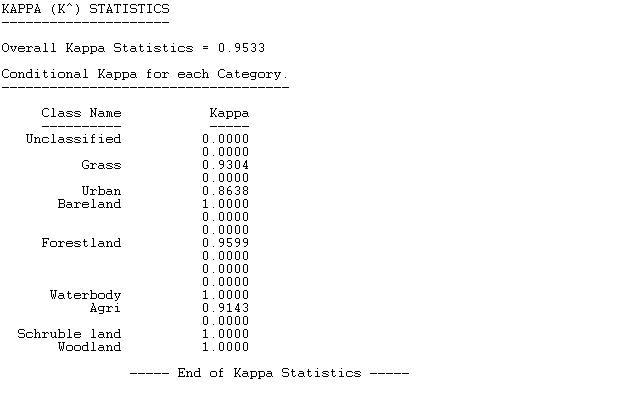 KAPPA (K^) STATISTICS
---------------------
Overall Kappa Statistics = 0.9533
Conditional Kappa for each Category.
------------------------------------
Class Name Kappa
---------- -----
Unclassified 0.0000
0.0000
Grass 0.9304
0.0000
Urban 0.8638
Bareland 1.0000
0.0000
0.0000
Forestland 0.9599
0.0000
0.0000
0.0000
Waterbody 1.0000
Agri 0.9143
0.0000
Schruble land 1.0000
Woodland 1.0000
----- End of Kappa Statistics -----